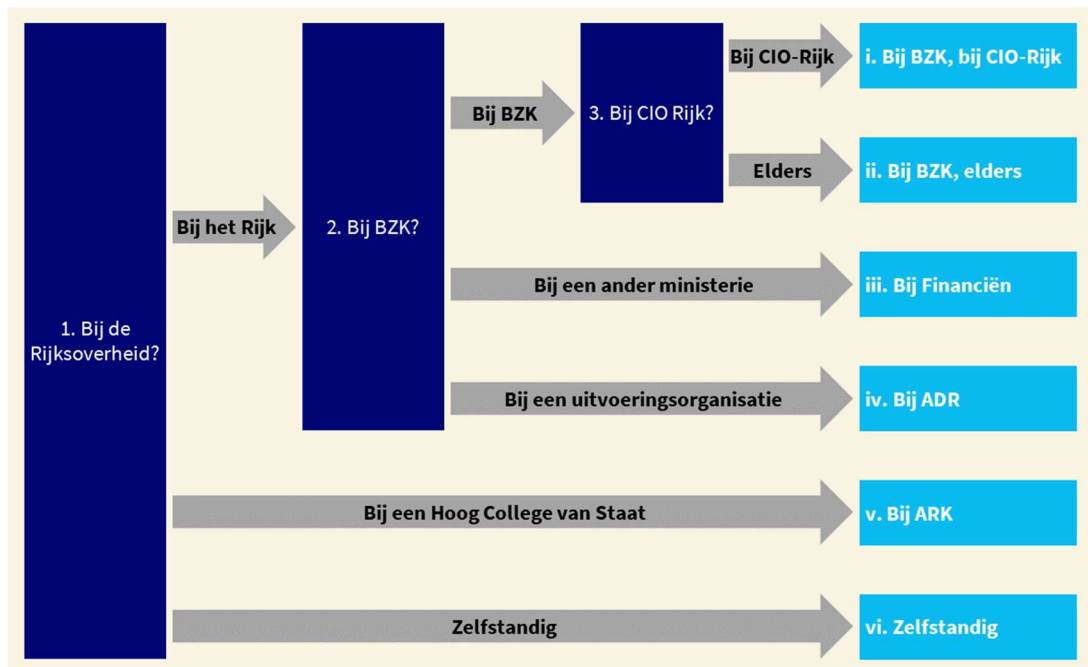 Bij CIO-Rijk
i. Bij BZK, bij CIO-Rijk
Bij BZK
3. Bij CIO Rijk?
Elders
ii. Bij BZK, elders
Bij het Rijk
2. Bij BZK?
Bij een ander ministerie
iii. Bij Financiën
1. Bij de
Rijksoverheid?
Bij een uitvoeringsorganisatie
iv. Bij ADR
Bij een Hoog College van Staat
v. Bij ARK
Zelfstandig
vi. Zelfstandig